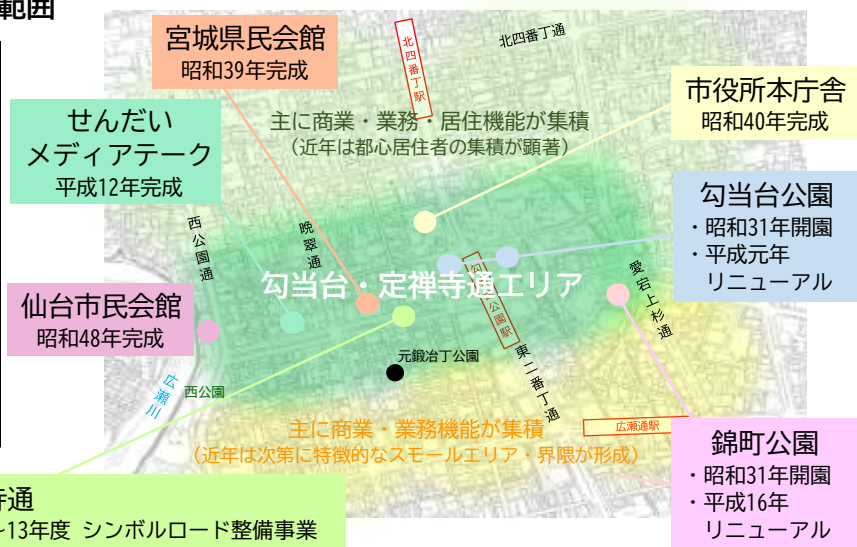 範囲
宮城県民会館
昭和39年完成
北四番丁駅
北四番丁通
市役所本庁舎
昭和40年完成
せんだい
メディアテーク
平成12年完成
主に商業・業務・居住機能が集積
（近年は都心居住者の集積が顕著）
勾当台公園
・昭和31年開園
・平成元年
リニューアル
西公園通
晩翠通
勾当台・定禅寺通エリア
公園駅
愛宕上杉通
仙台市民会館
昭和48年完成
元鍛冶丁公園
東二番丁通
広瀬川
西公園
主に商業・業務機能が集積
（近年は次第に特徴的なスモールエリア・界隈が形成）
広瀬通駅
錦町公園
・昭和31年開園
・平成16年
リニューアル
寺通
~13年度 シンボルロード整備事業